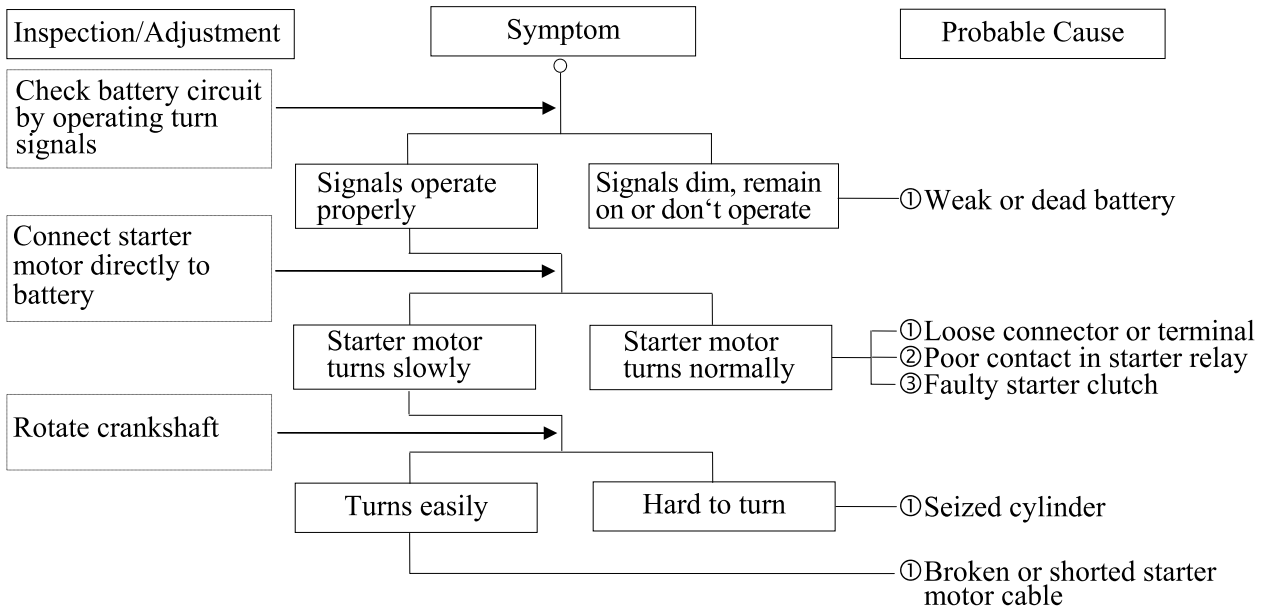 Inspection/Adjustment
Symptom
Probable Cause
Check battery circuit
by operating turn
signals
Signals operate
properly
Signals dim, remain
on or don‘t operate
①Weak or dead battery
Connect starter
motor directly to
battery
Starter motor
turns slowly
Starter motor
turns normally
①Loose connector or terminal
②Poor contact in starter relay
③Faulty starter clutch
Rotate crankshaft
Turns easily
Hard to turn
①Seized cylinder
①Broken or shorted starter
motor cable